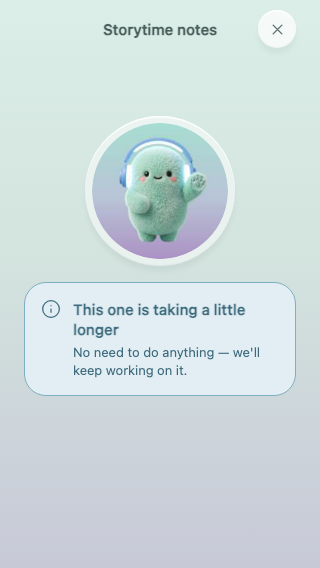 Storytime notes
This one is taking a little
longer
No need to do anything — we'll
keep working on it.